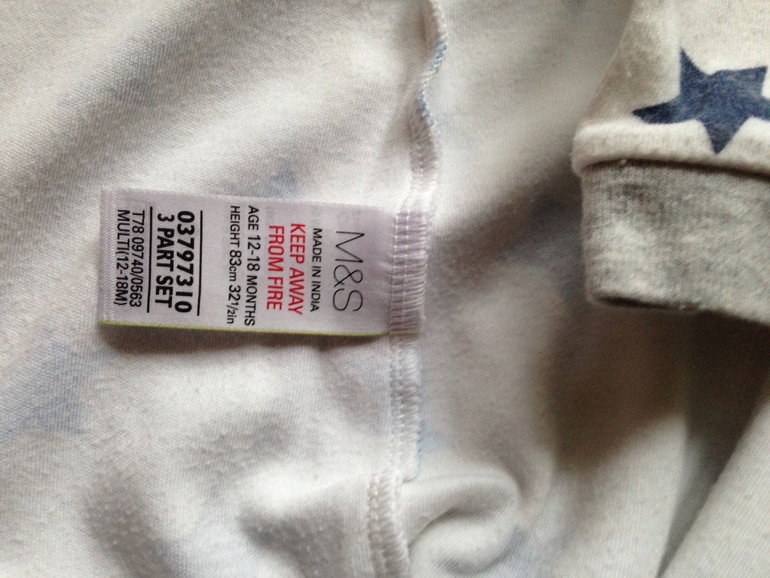 M&S
MADE IN INDIA
KEEP AWAY
FROM FIRE
AGE 12-18 MONTHS
HEIGHT 83cm 32½in
03797310
3 PART SET
T78 09740/0563
MULTI(12-18M)